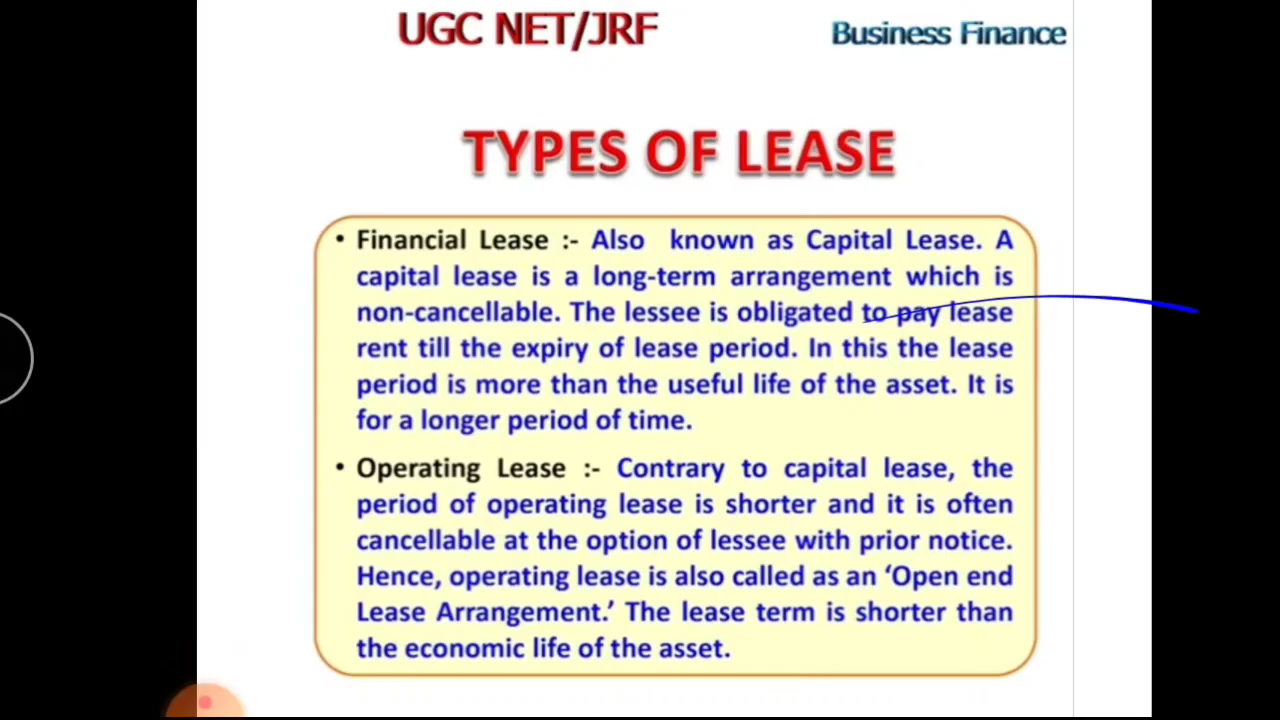 UGC NET/JRF
Business Finance
TYPES OF LEASE
• Financial Lease :- Also known as Capital Lease. A
capital lease is a long-term arrangement which is
non-cancellable. The lessee is obligated to pay lease
rent till the expiry of lease period. In this the lease
period is more than the useful life of the asset. It is
for a longer period of time.
• Operating Lease :- Contrary to capital lease, the
period of operating lease is shorter and it is often
cancellable at the option of lessee with prior notice.
Hence, operating lease is also called as an ‘Open end
Lease Arrangement.’ The lease term is shorter than
the economic life of the asset.